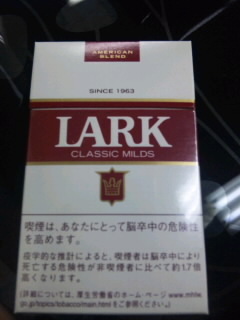 AMERICAN
BLEND
SINCE 1963
LARK
CLASSIC MILDS
喫煙は、あなたにとって脳卒中の危険性
を高めます。
疫学的な推計によると、喫煙者は脳卒中により
死亡する危険性が非喫煙者に比べて約1.7倍
高くなります。
(詳細については、厚生労働省のホーム・ページ www.mhlw.
go.jp/topics/tobacco/main.html をご参照ください。)